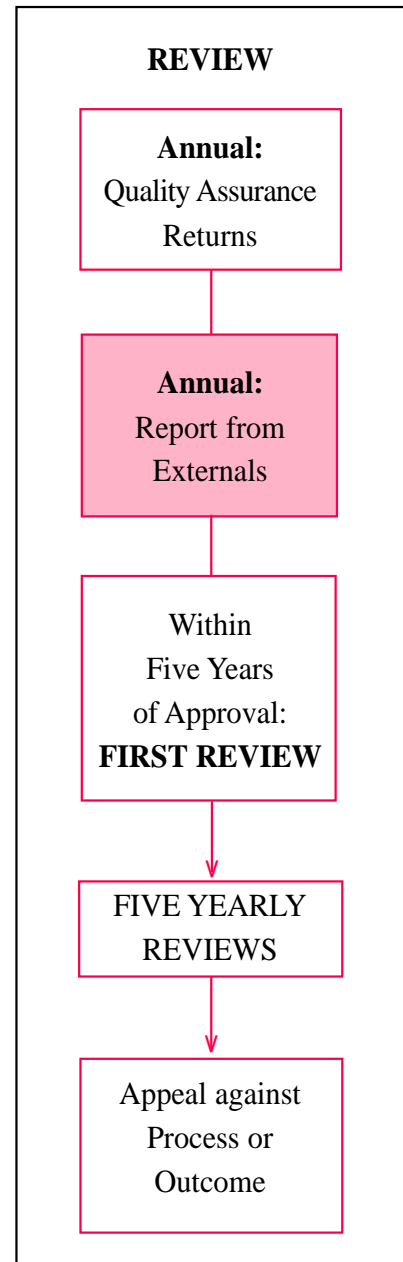 REVIEW
Annual:
Quality Assurance
Returns
Annual:
Report from
Externals
Within
Five Years
of Approval:
FIRST REVIEW
FIVE YEARLY
REVIEWS
Appeal against
Process or
Outcome